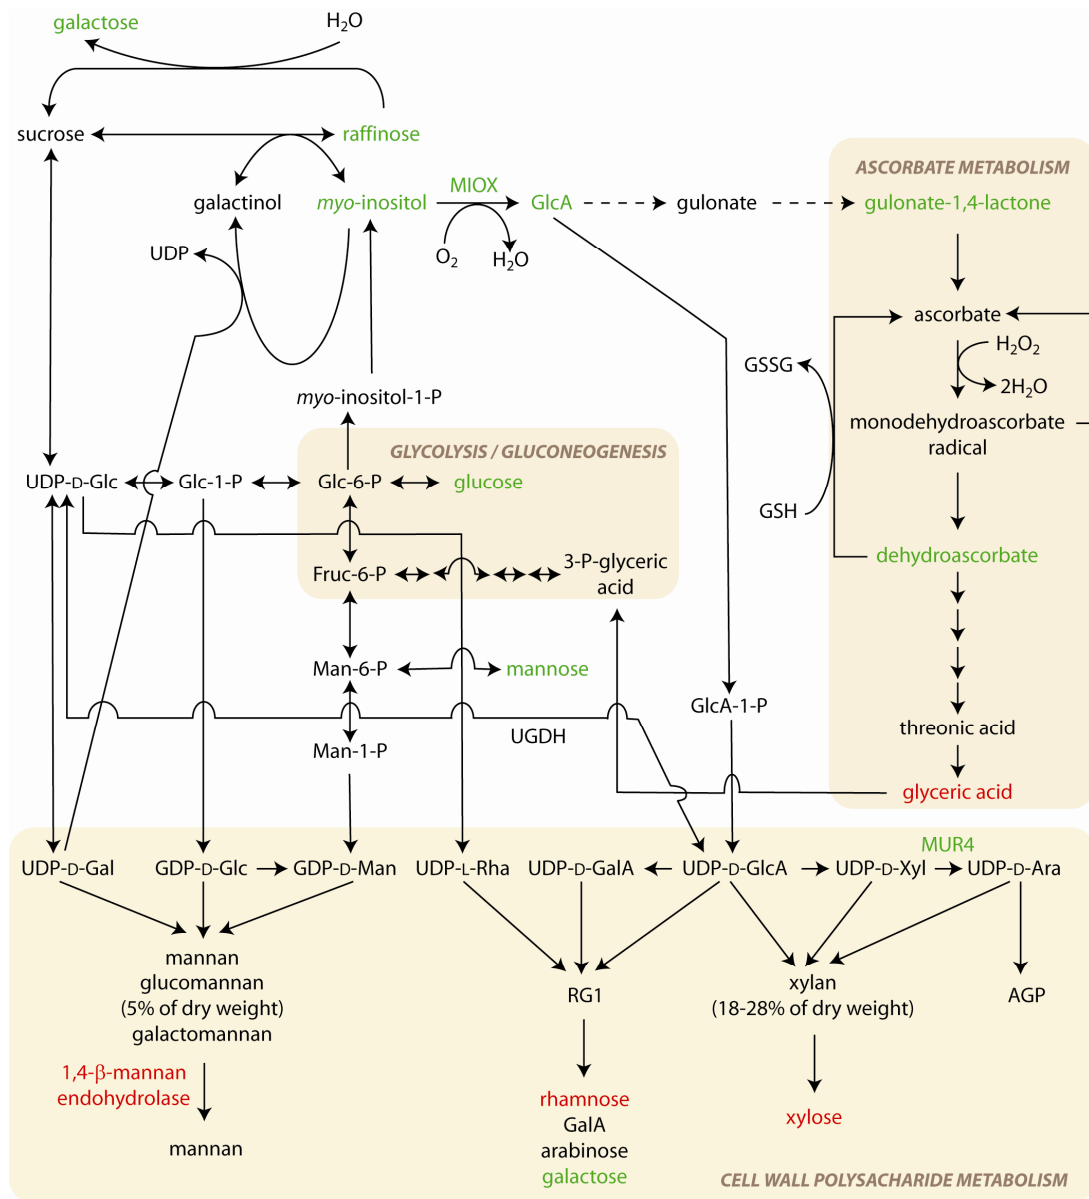 galactose
H2O
sucrose
raffinose
ASCORBATE METABOLISM
galactinol
myo-inositol
MIOX
GlcA
gulonate
gulonate-1,4-lactone
UDP
O2
H2O
ascorbate
H2O2
GSSG
2H2O
myo-inositol-1-P
monodehydroascorbate
radical
GLYCOLYSIS / GLUCONEOGENESIS
UDP-D-Glc
Glc-1-P
Glc-6-P
glucose
GSH
Fruc-6-P
3-P-glyceric
acid
dehydroascorbate
Man-6-P
mannose
GlcA-1-P
UGDH
Man-1-P
threonic acid
glyceric acid
MUR4
UDP-D-Gal
GDP-D-Glc
GDP-D-Man
UDP-L-Rha
UDP-D-GalA
UDP-D-GlcA
UDP-D-Xyl
UDP-D-Ara
mannan
glucomannan
(5% of dry weight)
galactomannan
RG1
xylan
(18-28% of dry weight)
AGP
1,4-β-mannan
endohydrolase
mannan
rhamnose
GalA
arabinose
galactose
xylose
CELL WALL POLYSACHARIDE METABOLISM